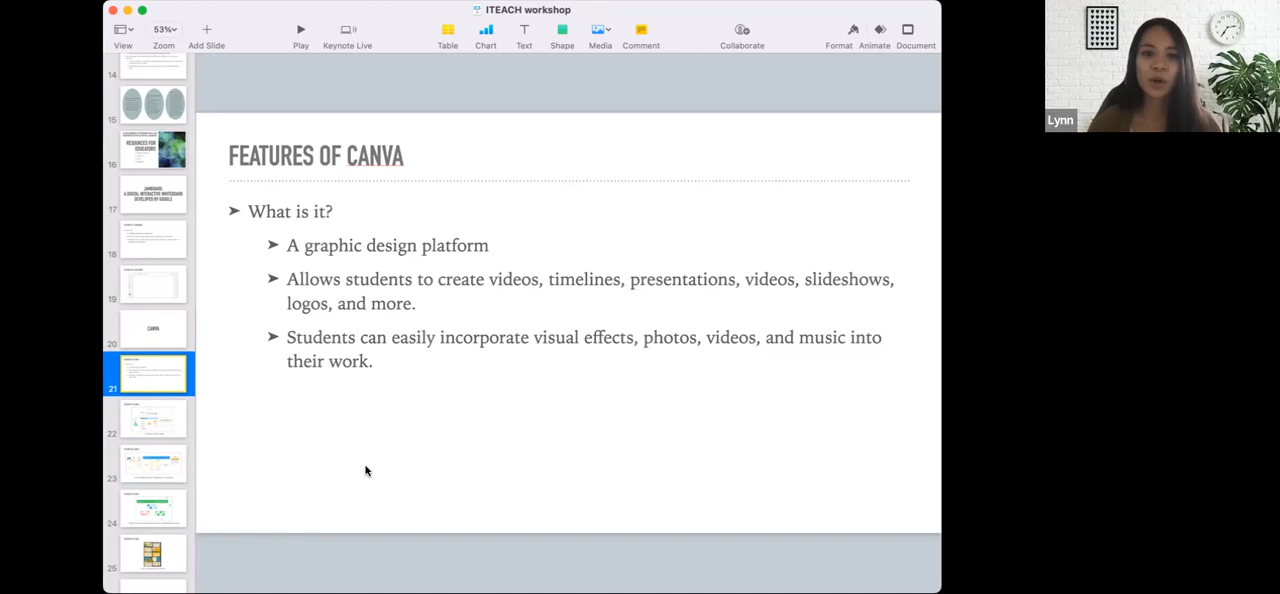 ITEACH workshop
53%
View
Zoom
Add Slide
Play
Keynote Live
Table
Chart
Text
Shape
Media
Comment
Collaborate
Format
Animate
Document
14
15
16
RESOURCES FOR
EDUCATORS
17
JAMBOARD:
A DIGITAL INTERACTIVE WHITEBOARD
DEVELOPED BY GOOGLE
18
19
20
CANVA
21
22
23
24
25
FEATURES OF CANVA
➤ What is it?
➤ A graphic design platform
➤ Allows students to create videos, timelines, presentations, videos, slideshows,
logos, and more.
➤ Students can easily incorporate visual effects, photos, videos, and music into
their work.
Lynn